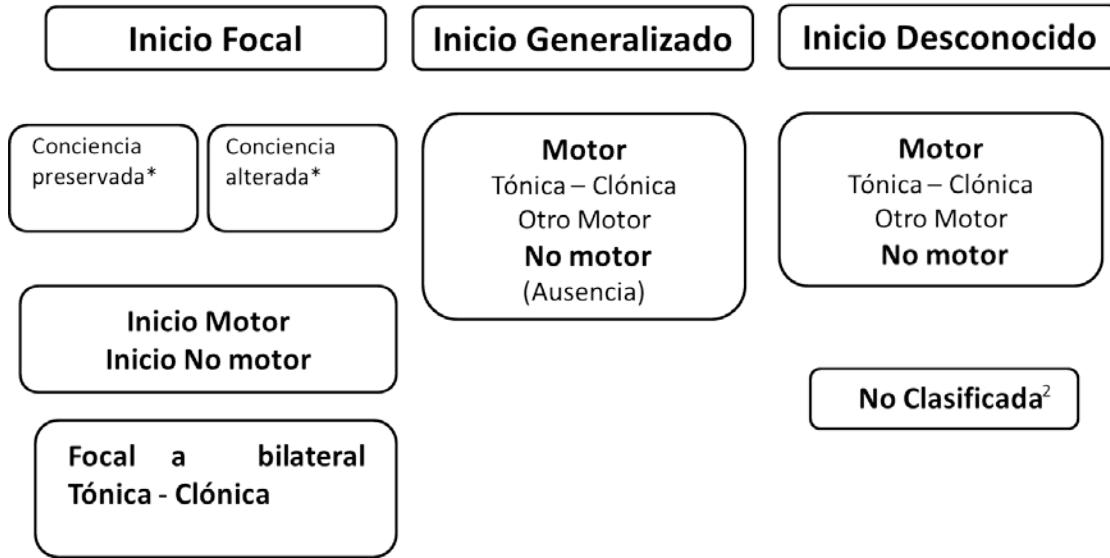 Inicio Focal
Inicio Generalizado
Inicio Desconocido
Conciencia
preservada*
Conciencia
alterada*
Inicio Motor
Inicio No motor
Focal a bilateral
Tónica - Clónica
Motor
Tónica – Clónica
Otro Motor
No motor
(Ausencia)
Motor
Tónica – Clónica
Otro Motor
No motor
No Clasificada²